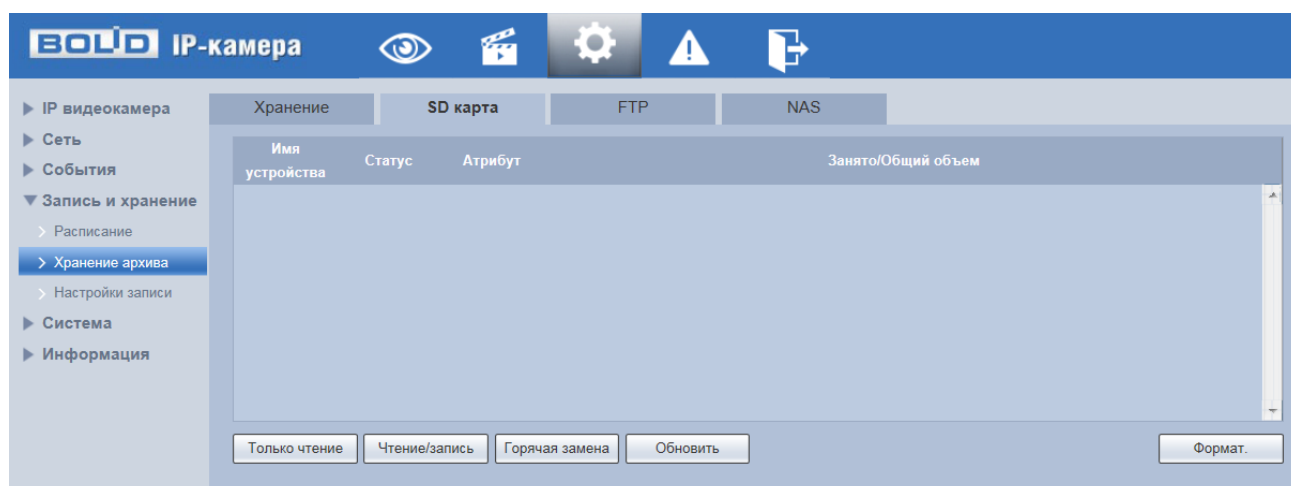 BOLID IP-камера
IP видеокамера
Сеть
События
Запись и хранение
Расписание
Хранение архива
Настройки записи
Система
Информация
Хранение SD карта FTP NAS
Имя устройства Статус Атрибут Занято/Общий объем
Только чтение Чтение/запись Горячая замена Обновить Формат.